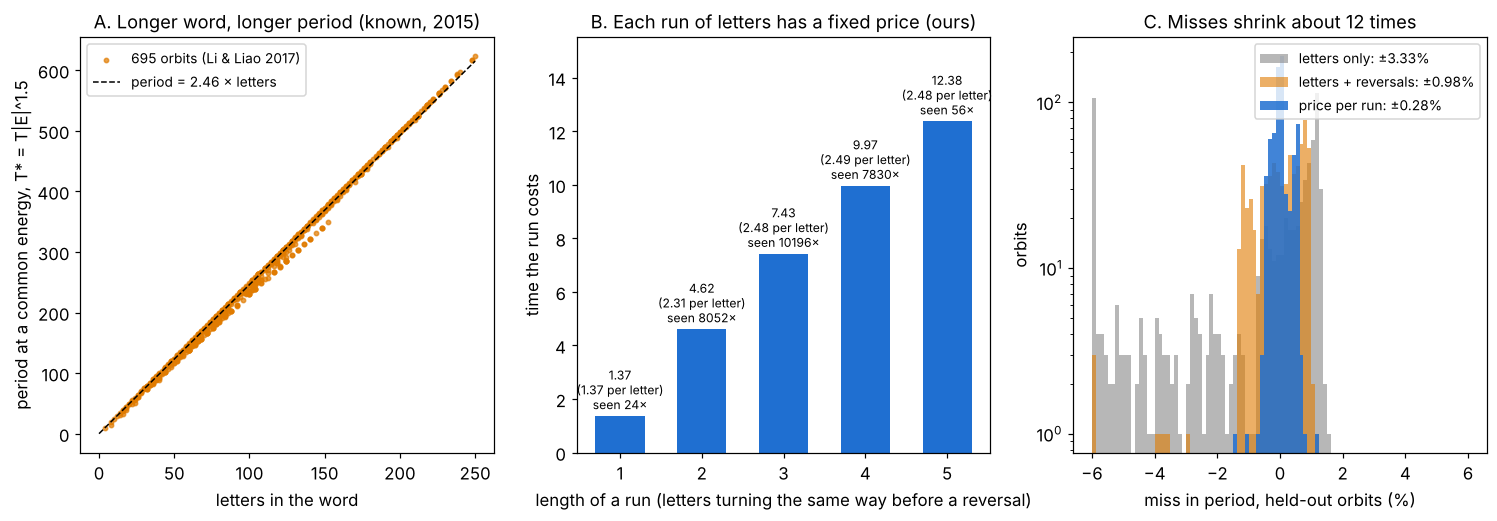 A. Longer word, longer period (known, 2015)
695 orbits (Li & Liao 2017)
period = 2.46 × letters
period at a common energy, T* = T|E|^1.5
600
500
400
300
200
100
0
0
50
100
150
200
250
letters in the word
B. Each run of letters has a fixed price (ours)
time the run costs
14
12
10
8
6
4
2
0
1.37
(1.37 per letter)
seen 24×
4.62
(2.31 per letter)
seen 8052×
7.43
(2.48 per letter)
seen 10196×
9.97
(2.49 per letter)
seen 7830×
12.38
(2.48 per letter)
seen 56×
1
2
3
4
5
length of a run (letters turning the same way before a reversal)
C. Misses shrink about 12 times
letters only: ±3.33%
letters + reversals: ±0.98%
price per run: ±0.28%
orbits
10²
10¹
10⁰
−6
−4
−2
0
2
4
6
miss in period, held-out orbits (%)